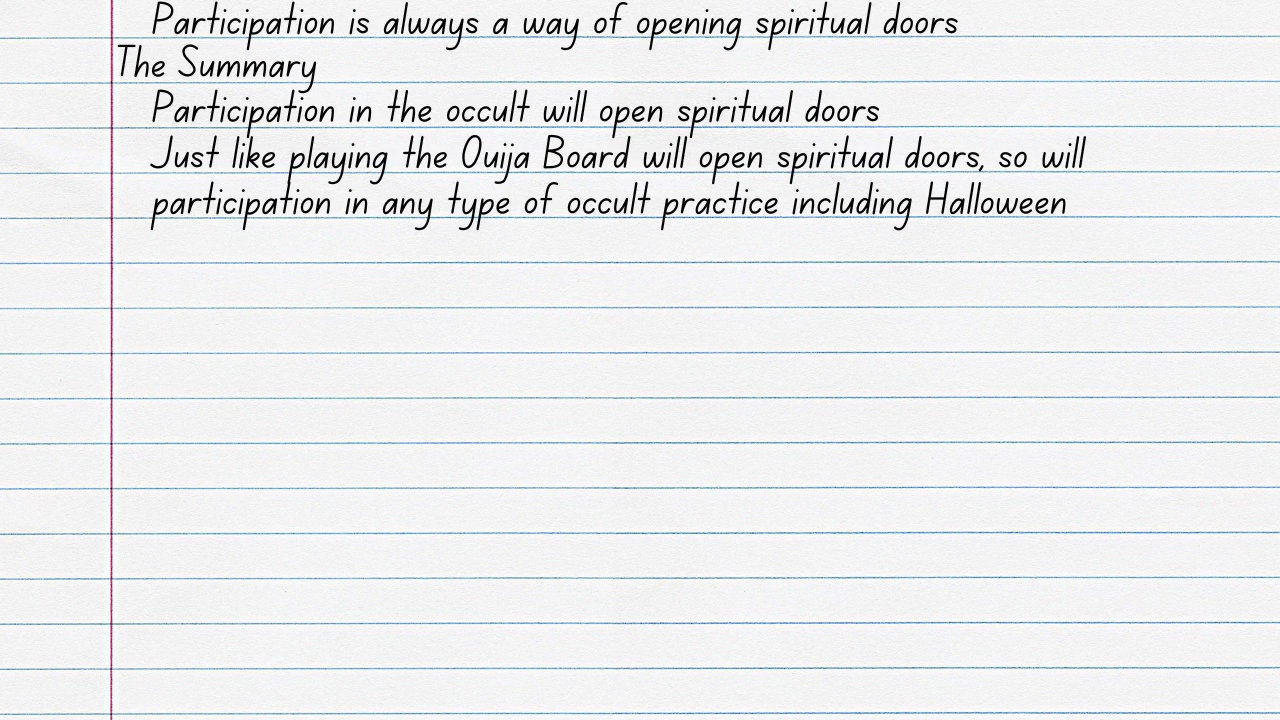 Participation is always a way of opening spiritual doors
The Summary
Participation in the occult will open spiritual doors
Just like playing the Ouija Board will open spiritual doors, so will
participation in any type of occult practice including Halloween